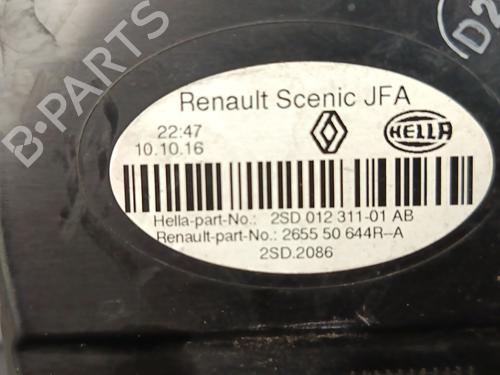 Renault Scenic JFA
22:47
10.10.16
HELLA
Hella-part-No.: 2SD 012 311-01 AB
Renault-part-No.: 2655 50 644R--A
2SD.2086
B-PARTS